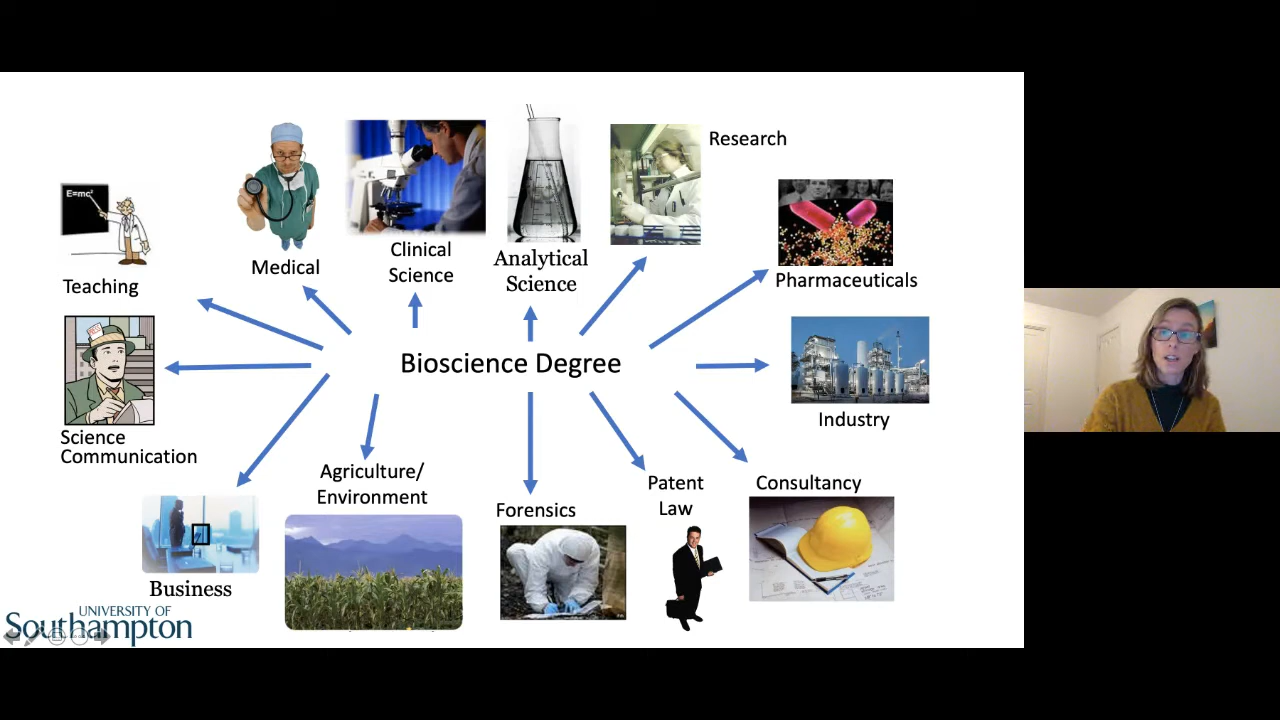 Research
E=mc²
Clinical
Science
Analytical
Science
Medical
Pharmaceuticals
Teaching
Bioscience Degree
Industry
Science
Communication
Agriculture/
Environment
Patent
Law
Consultancy
Forensics
Business
UNIVERSITY OF
Southampton